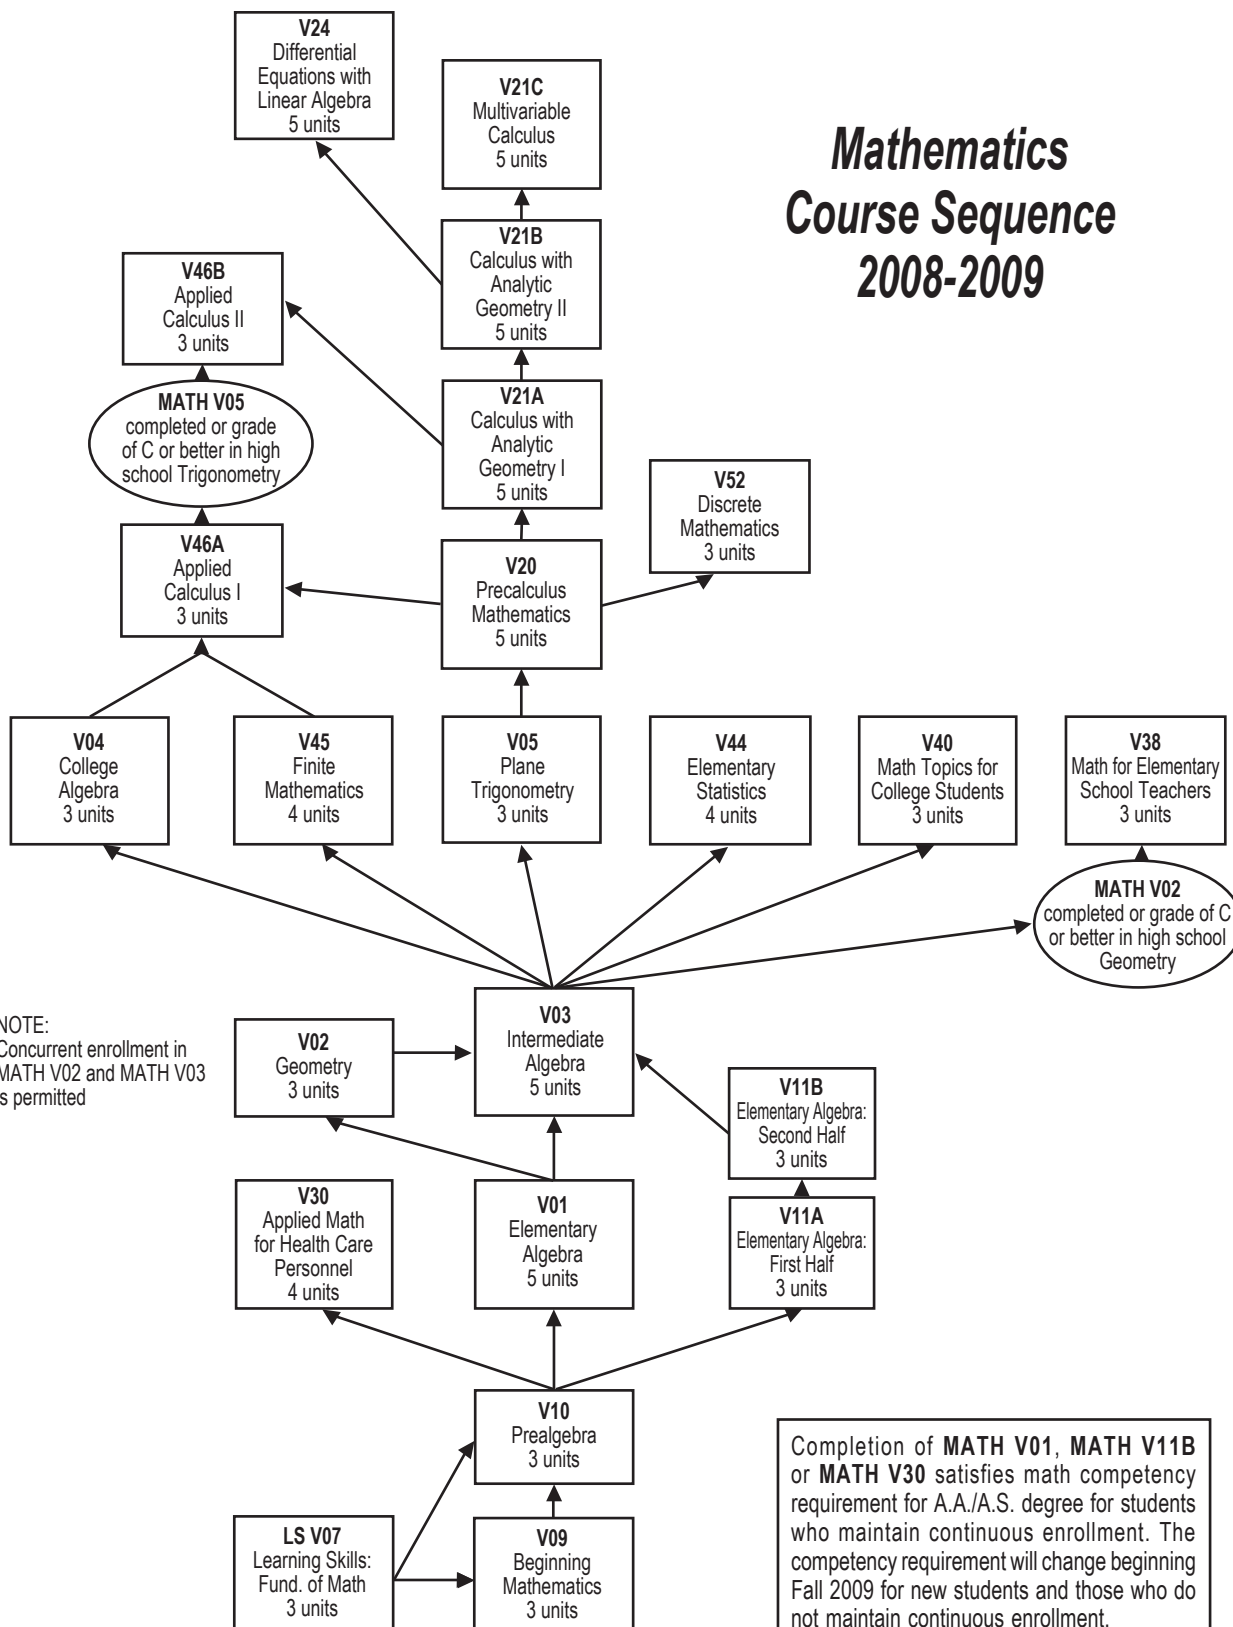 V24
Differential
Equations with
Linear Algebra
5 units
V21C
Multivariable
Calculus
5 units
Mathematics
Course Sequence
2008-2009
V21B
Calculus with
Analytic
Geometry II
5 units
V46B
Applied
Calculus II
3 units
MATH V05
completed or grade
of C or better in high
school Trigonometry
V21A
Calculus with
Analytic
Geometry I
5 units
V52
Discrete
Mathematics
3 units
V46A
Applied
Calculus I
3 units
V20
Precalculus
Mathematics
5 units
V04
College
Algebra
3 units
V45
Finite
Mathematics
4 units
V05
Plane
Trigonometry
3 units
V44
Elementary
Statistics
4 units
V40
Math Topics for
College Students
3 units
V38
Math for Elementary
School Teachers
3 units
MATH V02
completed or grade of C
or better in high school
Geometry
NOTE:
Concurrent enrollment in
MATH V02 and MATH V03
is permitted
V02
Geometry
3 units
V03
Intermediate
Algebra
5 units
V11B
Elementary Algebra:
Second Half
3 units
V30
Applied Math
for Health Care
Personnel
4 units
V01
Elementary
Algebra
5 units
V11A
Elementary Algebra:
First Half
3 units
V10
Prealgebra
3 units
LS V07
Learning Skills:
Fund. of Math
3 units
V09
Beginning
Mathematics
3 units
Completion of MATH V01, MATH V11B
or MATH V30 satisfies math competency
requirement for A.A./A.S. degree for students
who maintain continuous enrollment. The
competency requirement will change beginning
Fall 2009 for new students and those who do
not maintain continuous enrollment.